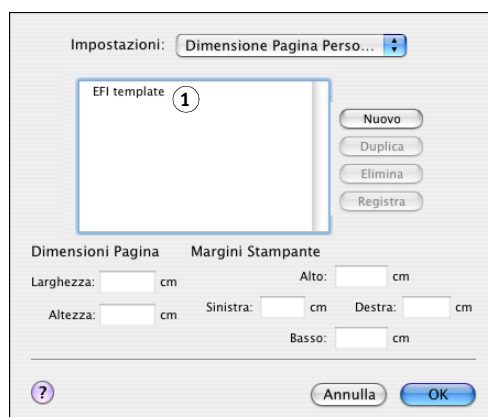 Impostazioni: Dimensione Pagina Perso...
EFI template 1
Nuovo
Duplica
Elimina
Registra
Dimensioni Pagina Margini Stampante
Larghezza: cm Alto: cm
Altezza: cm Sinistra: cm Destra: cm
Basso: cm
? Annulla OK